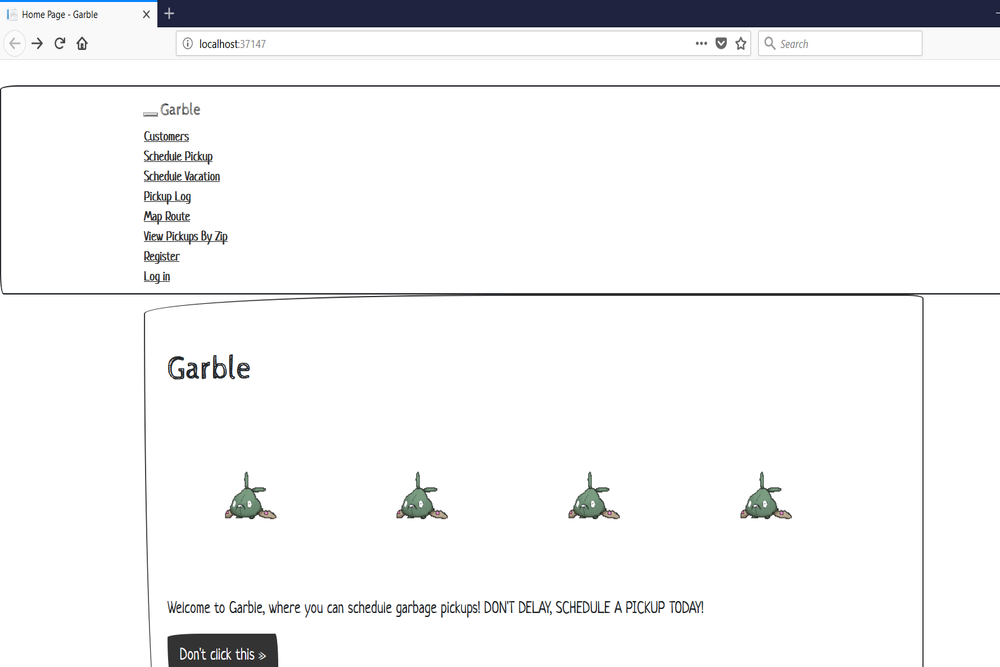 Home Page - Garble
localhost:37147
Search
Garble
Customers
Schedule Pickup
Schedule Vacation
Pickup Log
Map Route
View Pickups By Zip
Register
Log in
Garble
Welcome to Garble, where you can schedule garbage pickups! DON'T DELAY, SCHEDULE A PICKUP TODAY!
Don't click this »